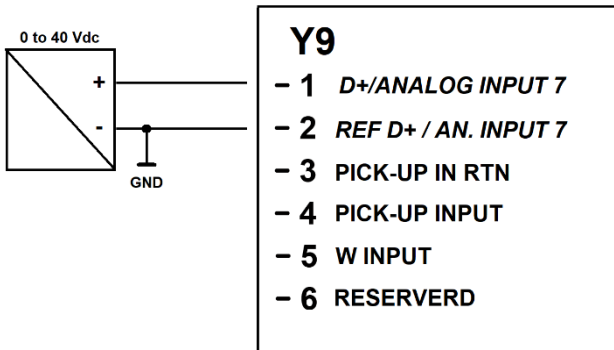 0 to 40 Vdc
+
-
GND
Y9
- 1 D+/ANALOG INPUT 7
- 2 REF D+ / AN. INPUT 7
- 3 PICK-UP IN RTN
- 4 PICK-UP INPUT
- 5 W INPUT
- 6 RESERVERD